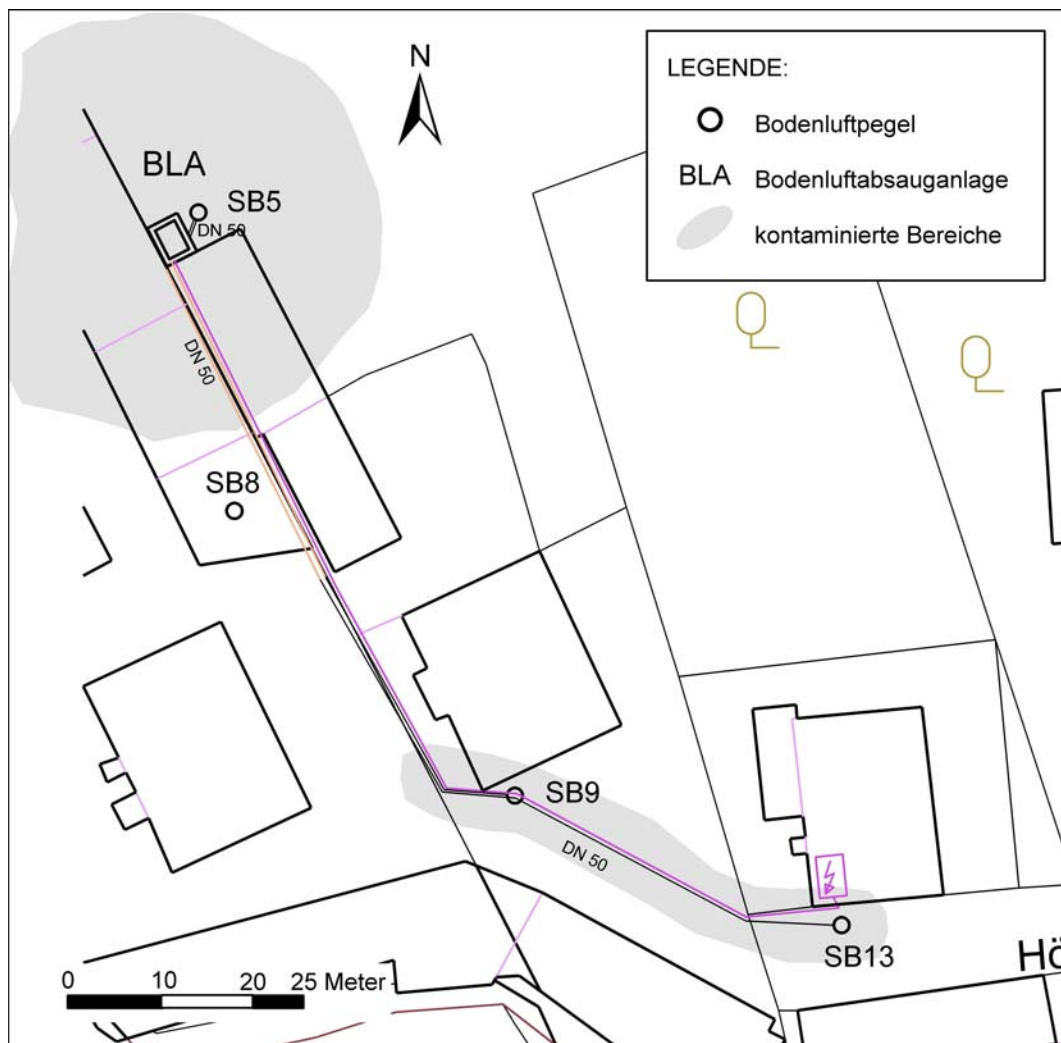 N
LEGENDE:
Bodenluftpegel
BLA Bodenluftabsauganlage
kontaminierte Bereiche
BLA
SB5
DN 50
DN 50
SB8
SB9
DN 50
SB13
Hö
0 10 20 25 Meter